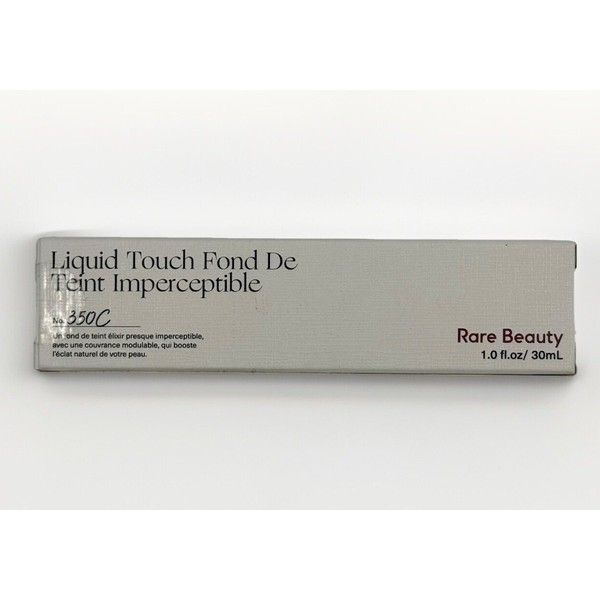 Liquid Touch Fond De
Teint Imperceptible
No. 350C
Un fond de teint élixir presque imperceptible,
avec une couvrance modulable, qui booste
l'éclat naturel de votre peau.
Rare Beauty
1.0 fl.oz/ 30mL